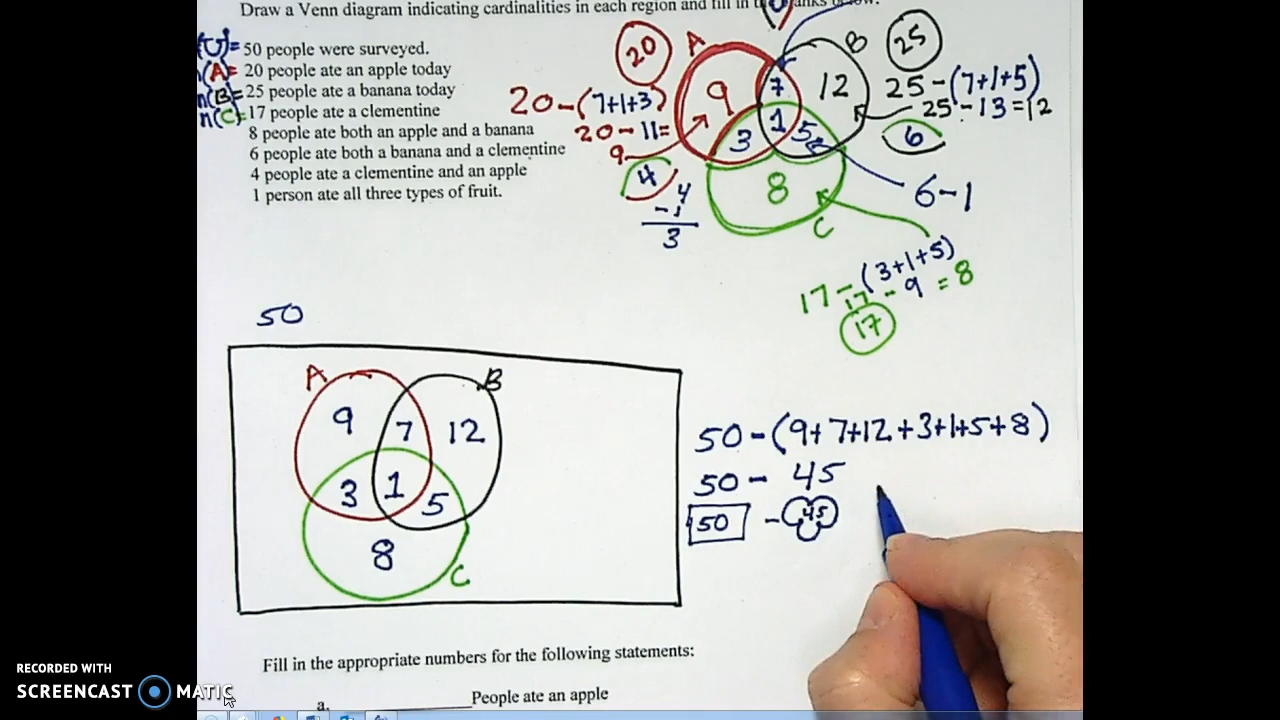 Draw a Venn diagram indicating cardinalities in each region and fill in the blanks below.
n(U)= 50 people were surveyed.
n(A)= 20 people ate an apple today
n(B)= 25 people ate a banana today
n(C)= 17 people ate a clementine
8 people ate both an apple and a banana
6 people ate both a banana and a clementine
4 people ate a clementine and an apple
1 person ate all three types of fruit.
20 A B 25
9 7 12
20-(7+1+3)
20-11=
9
25-(7+1+5)
25-13=12
3 1 5
6
4
4
-1
3
8
C
6-1
17-(3+1+5)
17-9=8
17
50
A B
9 7 12
3 1 5
8
C
50-(9+7+12+3+1+5+8)
50-45
50 - 45
Fill in the appropriate numbers for the following statements:
a. ____________People ate an apple
RECORDED WITH
SCREENCAST MATIC